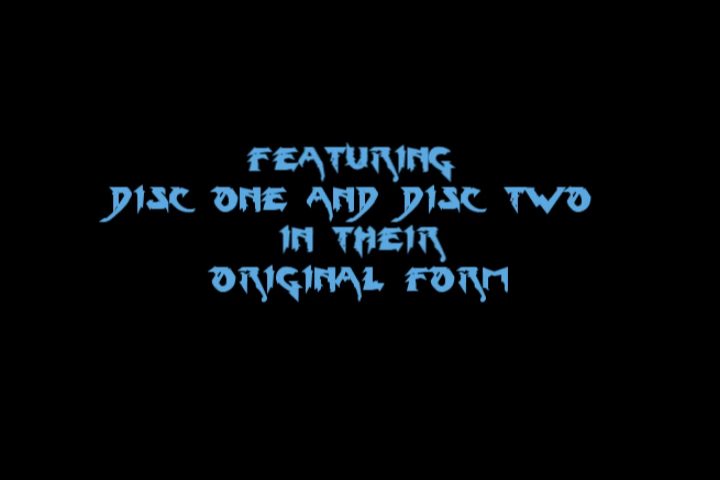 FEATURING
DISC ONE AND DISC TWO
IN THEIR
ORIGINAL FORM